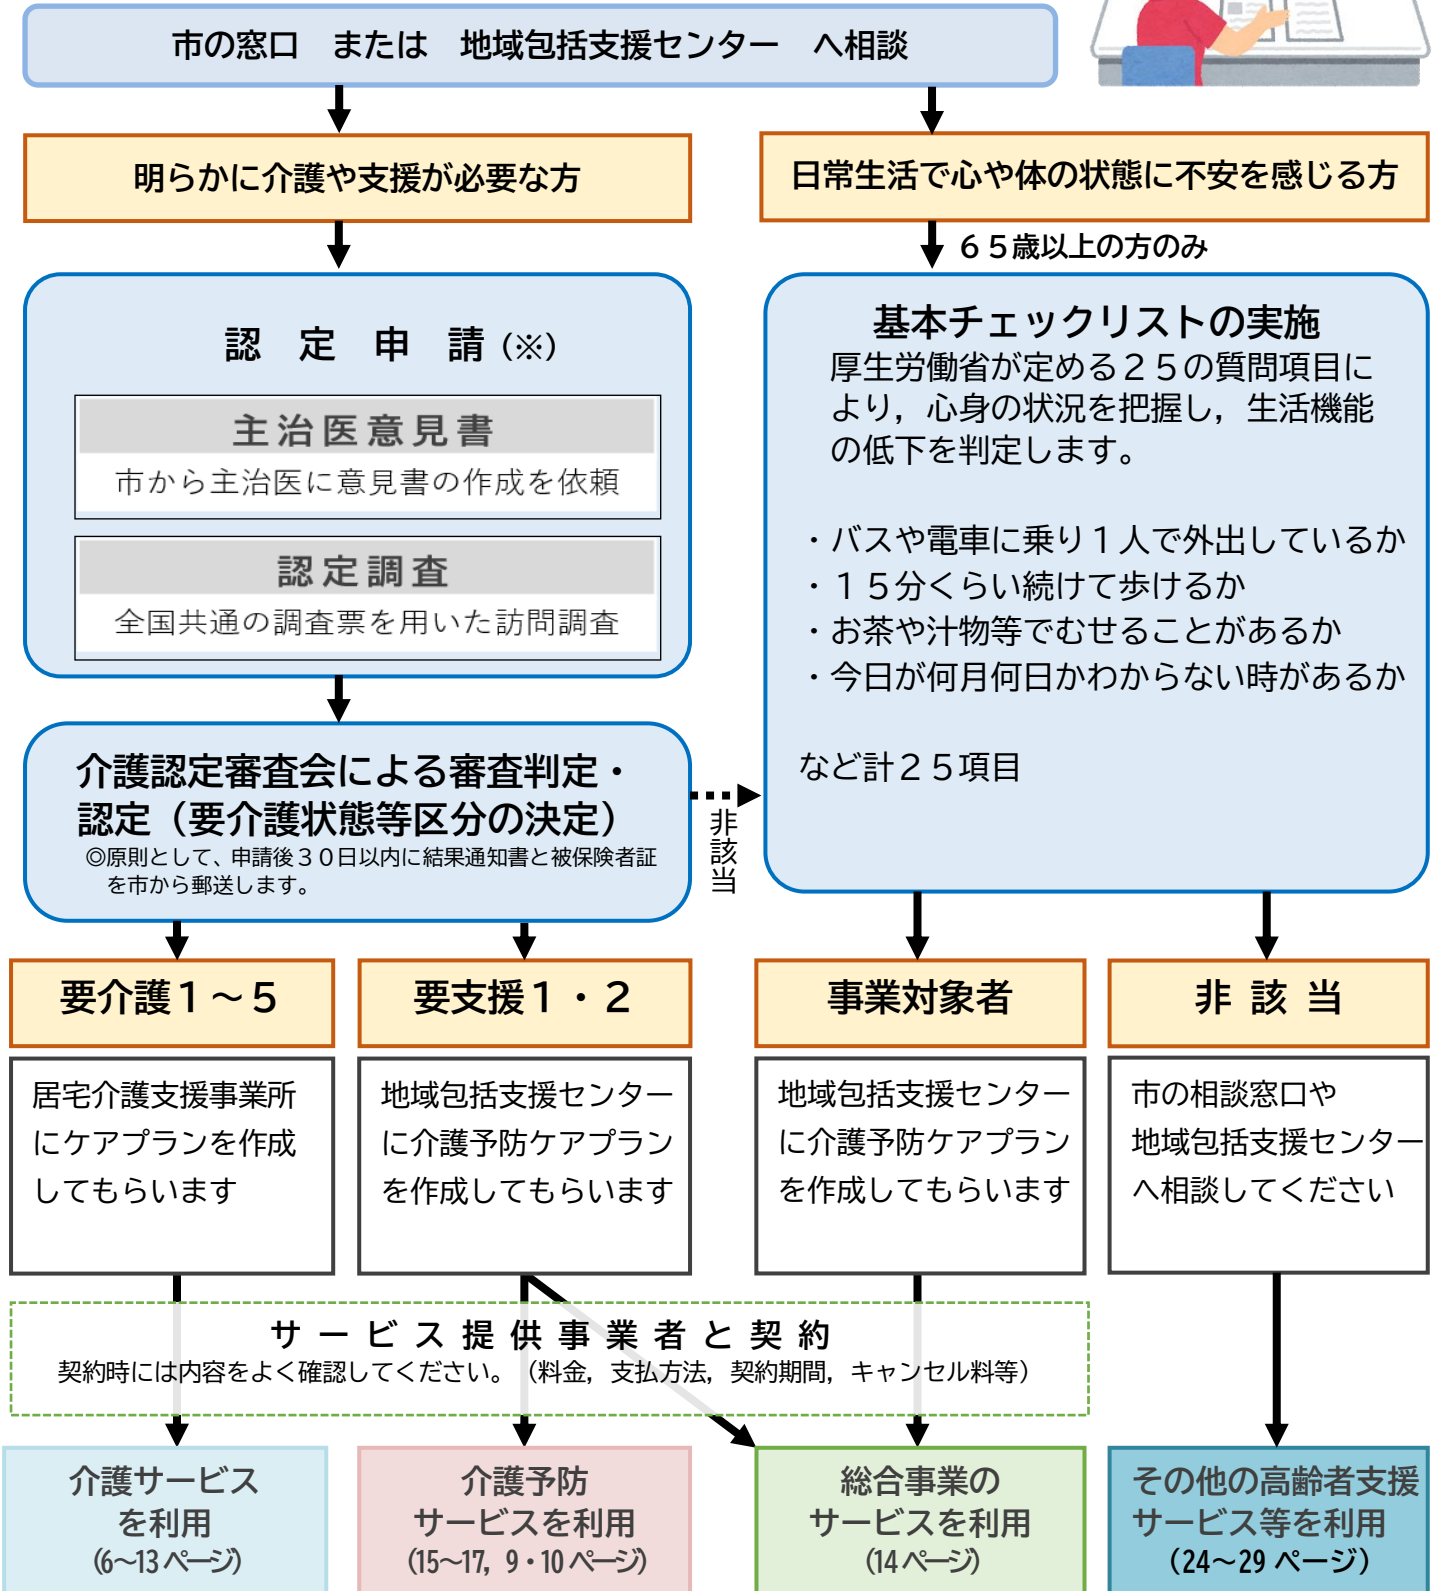 市の窓口　または　地域包括支援センター　へ相談
明らかに介護や支援が必要な方
日常生活で心や体の状態に不安を感じる方
６５歳以上の方のみ
認　定　申　請（※）
主治医意見書
市から主治医に意見書の作成を依頼
認定調査
全国共通の調査票を用いた訪問調査
基本チェックリストの実施
厚生労働省が定める２５の質問項目に
より，心身の状況を把握し，生活機能
の低下を判定します。
・バスや電車に乗り１人で外出しているか
・１５分くらい続けて歩けるか
・お茶や汁物等でむせることがあるか
・今日が何月何日かわからない時があるか
など計２５項目
介護認定審査会による審査判定・
認定（要介護状態等区分の決定）
◎原則として、申請後３０日以内に結果通知書と被保険者証
を市から郵送します。
非該当
要介護１～５
居宅介護支援事業所
にケアプランを作成
してもらいます
要支援１・２
地域包括支援センター
に介護予防ケアプラン
を作成してもらいます
事業対象者
地域包括支援センター
に介護予防ケアプラン
を作成してもらいます
非 該 当
市の相談窓口や
地域包括支援センター
へ相談してください
サ ー ビ ス 提 供 事 業 者 と 契 約
契約時には内容をよく確認してください。（料金，支払方法，契約期間，キャンセル料等）
介護サービス
を利用
(6～13ページ)
介護予防
サービスを利用
(15～17，9・10ページ)
総合事業の
サービスを利用
(14ページ)
その他の高齢者支援
サービス等を利用
（24～29 ページ）